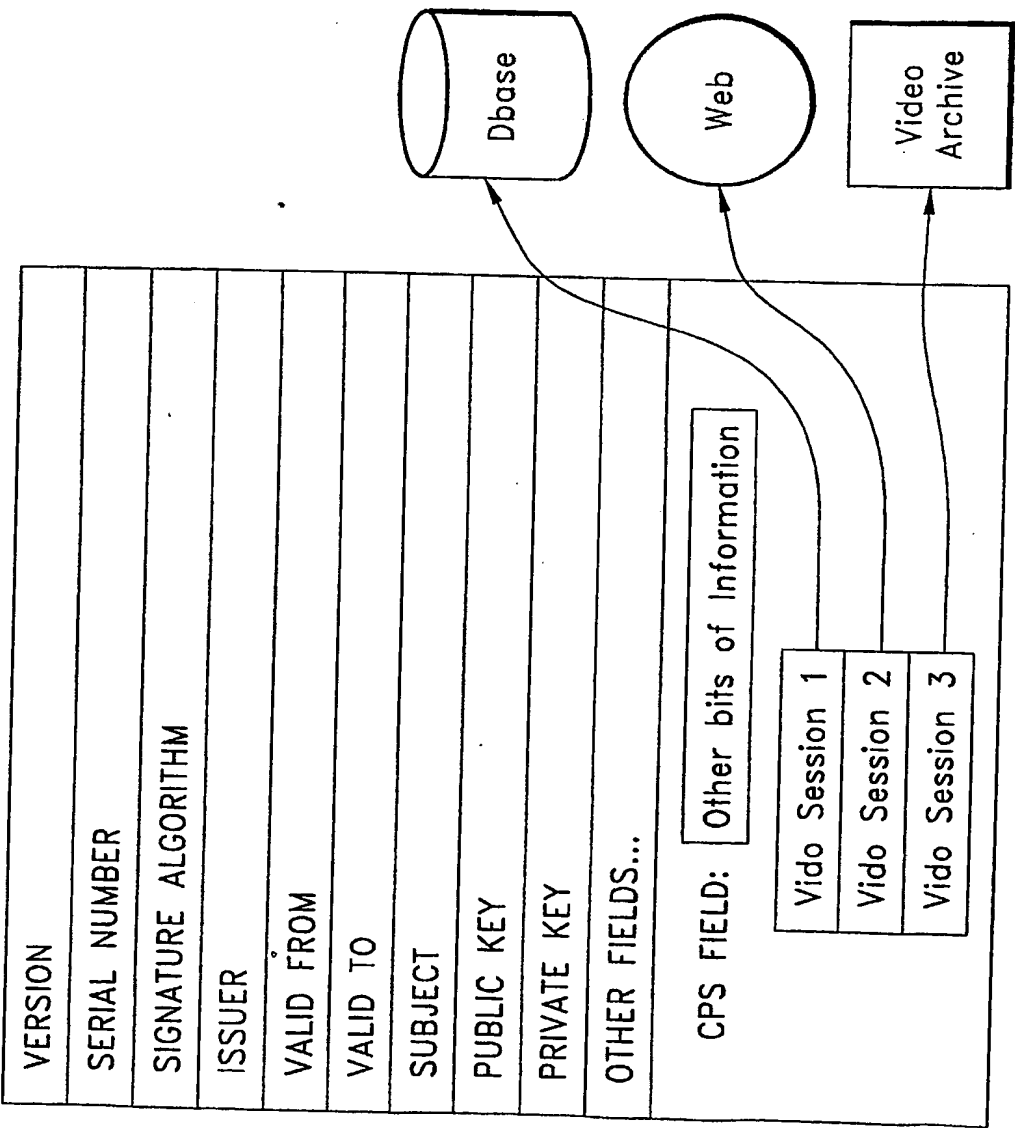 VERSION
SERIAL NUMBER
SIGNATURE ALGORITHM
ISSUER
VALID FROM
VALID TO
SUBJECT
PUBLIC KEY
PRIVATE KEY
OTHER FIELDS...
CPS FIELD: Other bits of Information
Vido Session 1
Vido Session 2
Vido Session 3
Dbase
Web
Video
Archive